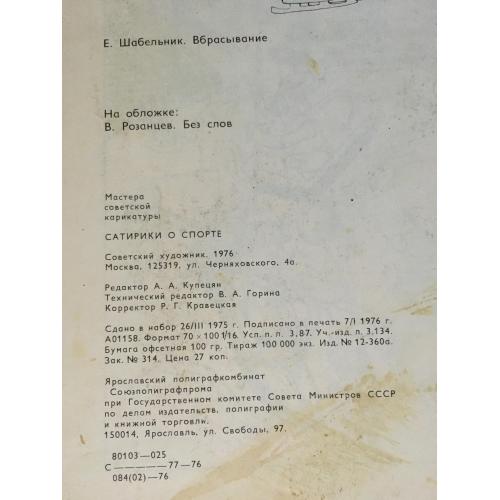 Е. Шабельник. Вбрасывание
На обложке:
В. Розанцев. Без слов
Мастера
советской
карикатуры
САТИРИКИ О СПОРТЕ
Советский художник. 1976
Москва, 125319, ул. Черняховского, 4а.
Редактор А. А. Купецян
Технический редактор В. А. Горина
Корректор Р. Г. Кравецкая
Сдано в набор 26/III 1975 г. Подписано в печать 7/I 1976 г.
А01158. Формат 70 × 100 1/16. Усл. п. л. 3,87. Уч.-изд. л. 3,134.
Бумага офсетная 100 гр. Тираж 100 000 экз. Изд. № 12-360а.
Зак. № 314. Цена 27 коп.
Ярославский полиграфкомбинат
Союзполиграфпрома
при Государственном комитете Совета Министров СССР
по делам издательств, полиграфии
и книжной торговли.
150014, Ярославль, ул. Свободы, 97.
80103—025
С————77—76
084(02)—76